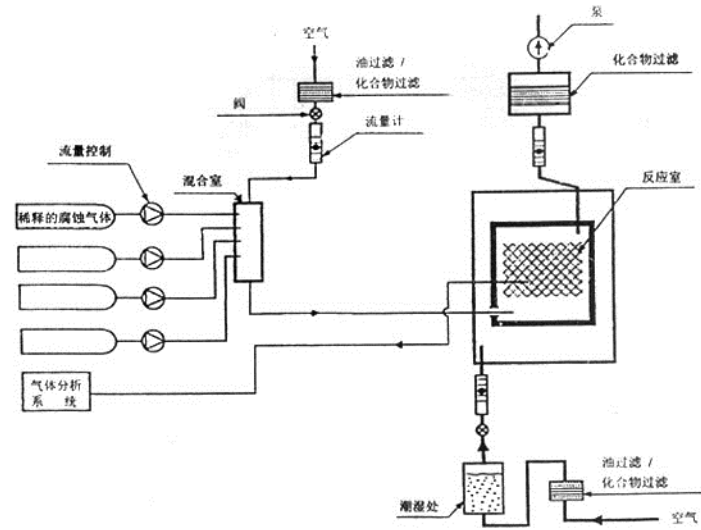 空气
泵
油过滤 /
化合物过滤
化合物过滤
阀
流量计
流量控制
混合室
反应室
稀释的腐蚀气体
气体分析
系 统
油过滤 /
化合物过滤
潮湿处
空气